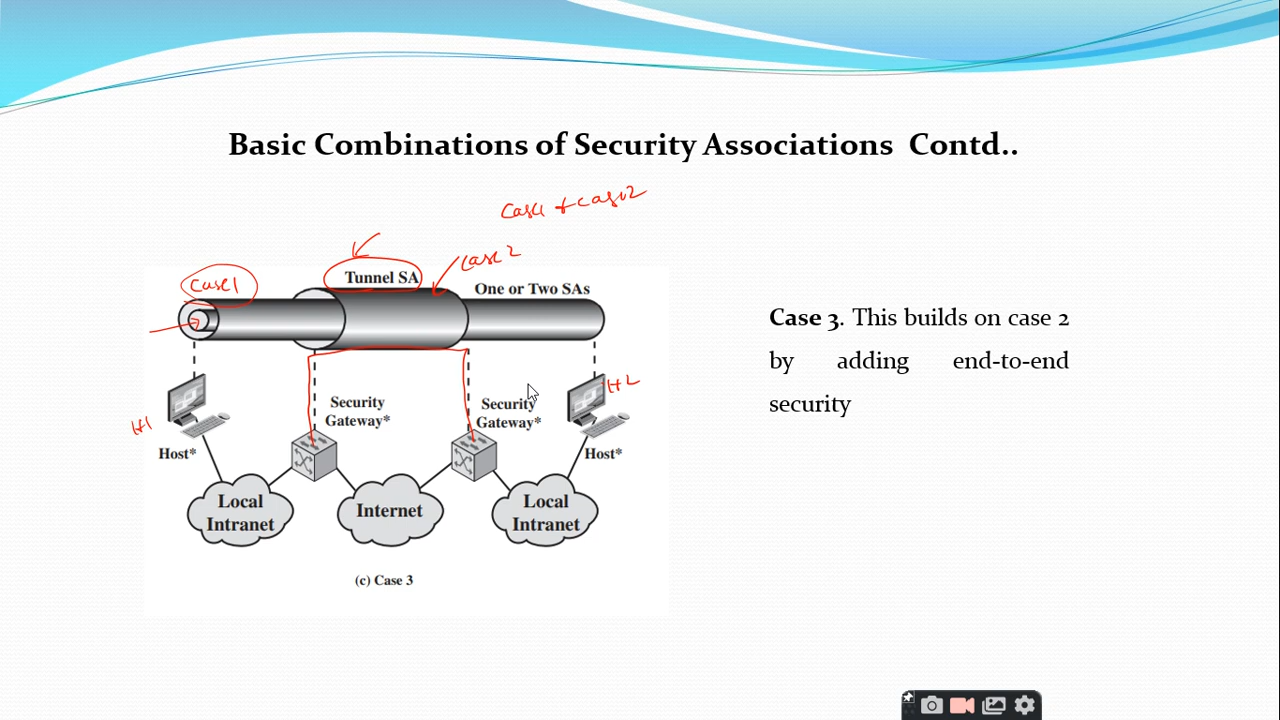 Basic Combinations of Security Associations Contd..
Case1 + case2
Case 2
Case1
Tunnel SA
One or Two SAs
Case 3. This builds on case 2
by adding end-to-end
security
H1
H2
Host*
Security
Gateway*
Security
Gateway*
Host*
Local
Intranet
Internet
Local
Intranet
(c) Case 3